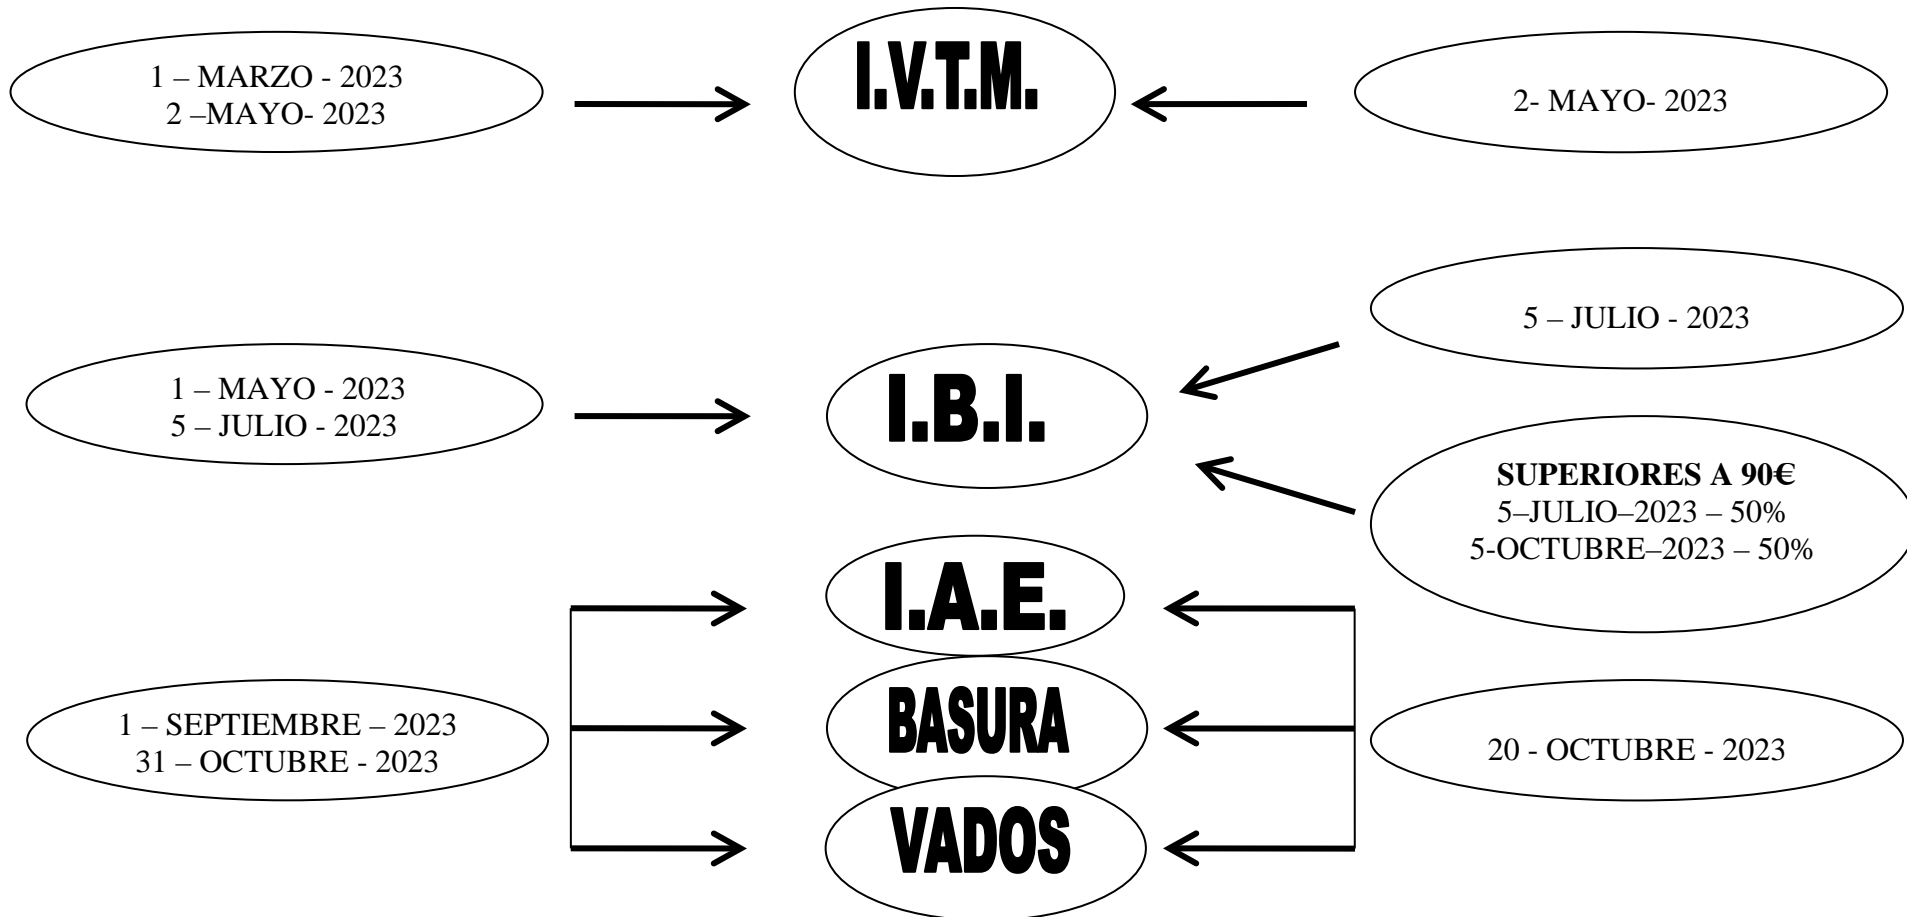 1 – MARZO - 2023
2 –MAYO- 2023
I.V.T.M.
2- MAYO- 2023
1 – MAYO - 2023
5 – JULIO - 2023
I.B.I.
5 – JULIO - 2023
SUPERIORES A 90€
5–JULIO–2023 – 50%
5-OCTUBRE–2023 – 50%
1 – SEPTIEMBRE – 2023
31 – OCTUBRE - 2023
I.A.E.
BASURA
VADOS
20 - OCTUBRE - 2023